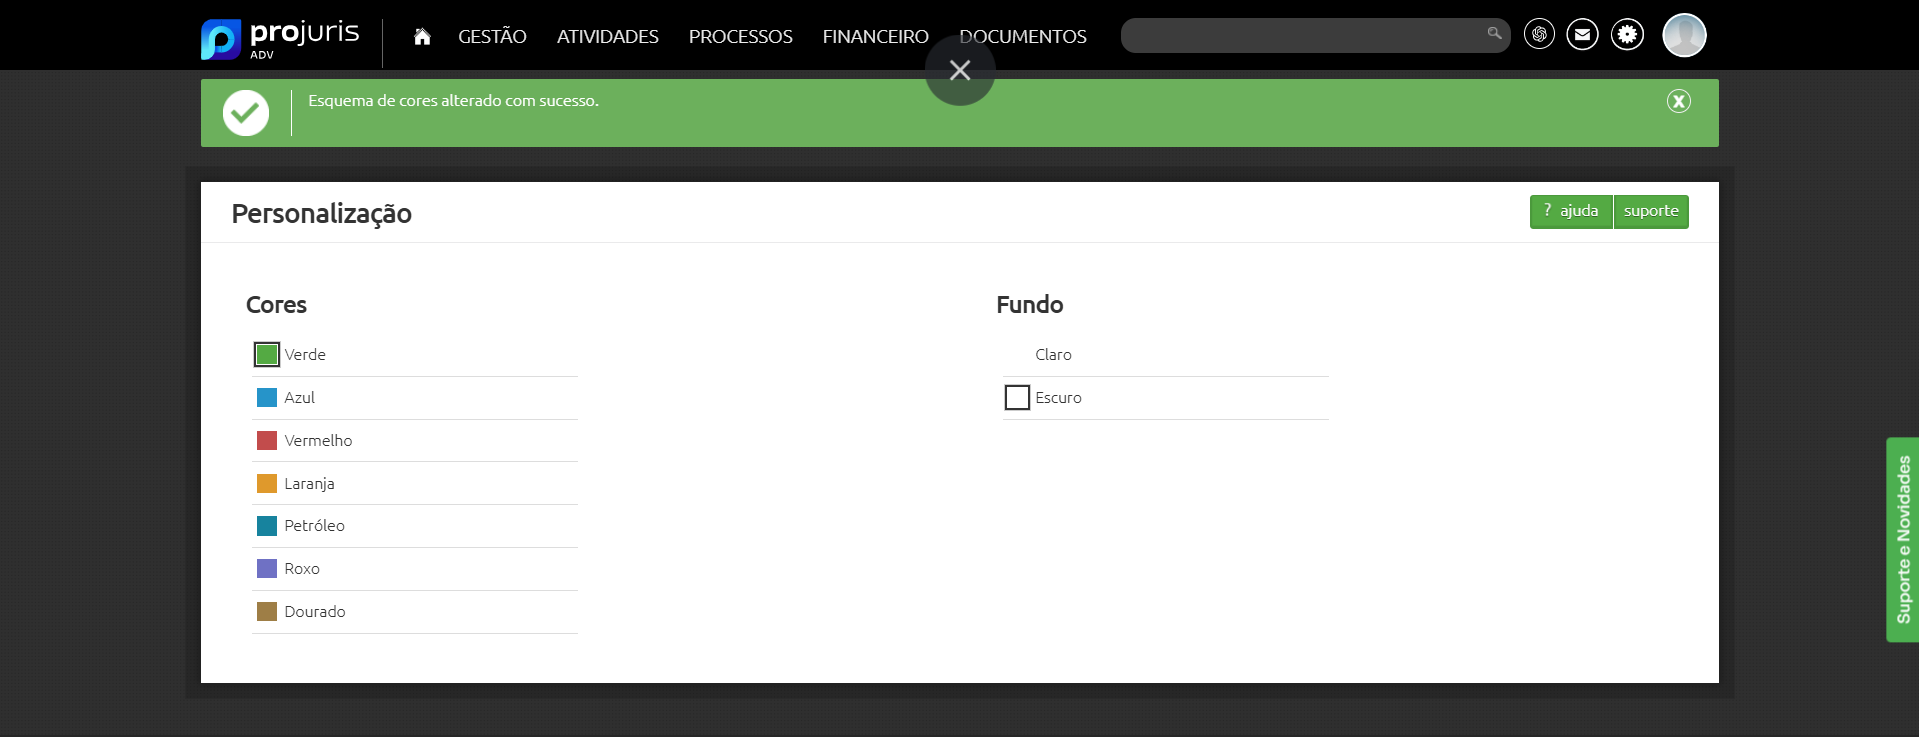 projuris
ADV
GESTÃO ATIVIDADES PROCESSOS FINANCEIRO DOCUMENTOS
Esquema de cores alterado com sucesso.
Personalização
? ajuda suporte
Cores
Verde
Azul
Vermelho
Laranja
Petróleo
Roxo
Dourado
Fundo
Claro
Escuro
Suporte e Novidades